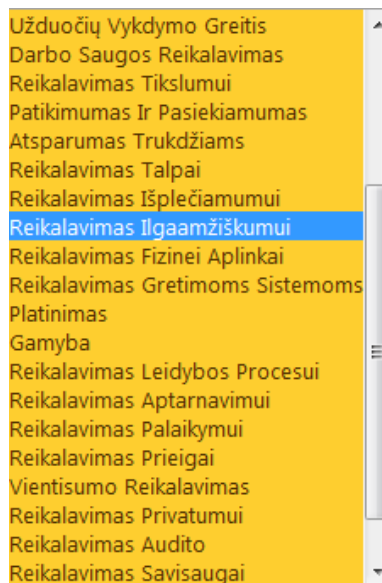 Užduočių Vykdymo Greitis
Darbo Saugos Reikalavimas
Reikalavimas Tikslumui
Patikimumas Ir Pasiekiamumas
Atsparumas Trukdžiams
Reikalavimas Talpai
Reikalavimas Išplečiamumui
Reikalavimas Ilgaamžiškumui
Reikalavimas Fizinei Aplinkai
Reikalavimas Gretimoms Sistemoms
Platinimas
Gamyba
Reikalavimas Leidybos Procesui
Reikalavimas Aptarnavimui
Reikalavimas Palaikymui
Reikalavimas Prieigai
Vientisumo Reikalavimas
Reikalavimas Privatumui
Reikalavimas Audito
Reikalavimas Savisaugai